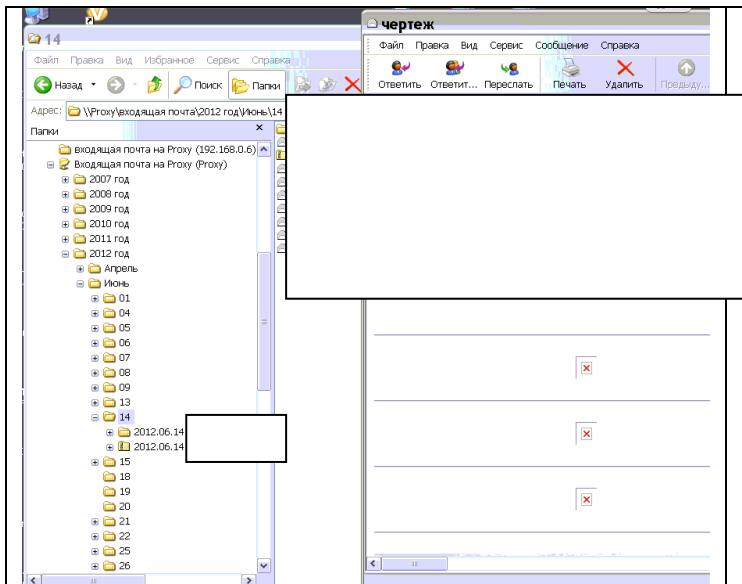 14
Файл Правка Вид Избранное Сервис Справка
Назад Поиск Папки
Адрес: \\Proxy\входящая почта\2012 год\Июнь\14
Папки
входящая почта на Proxy (192.168.0.6)
Входящая почта на Proxy (Proxy)
2007 год
2008 год
2009 год
2010 год
2011 год
2012 год
Апрель
Июнь
01
04
05
06
07
08
09
13
14
2012.06.14
2012.06.14
15
18
19
20
21
22
25
26
чертеж
Файл Правка Вид Сервис Сообщение Справка
Ответить Ответит... Переслать Печать Удалить Предыду...